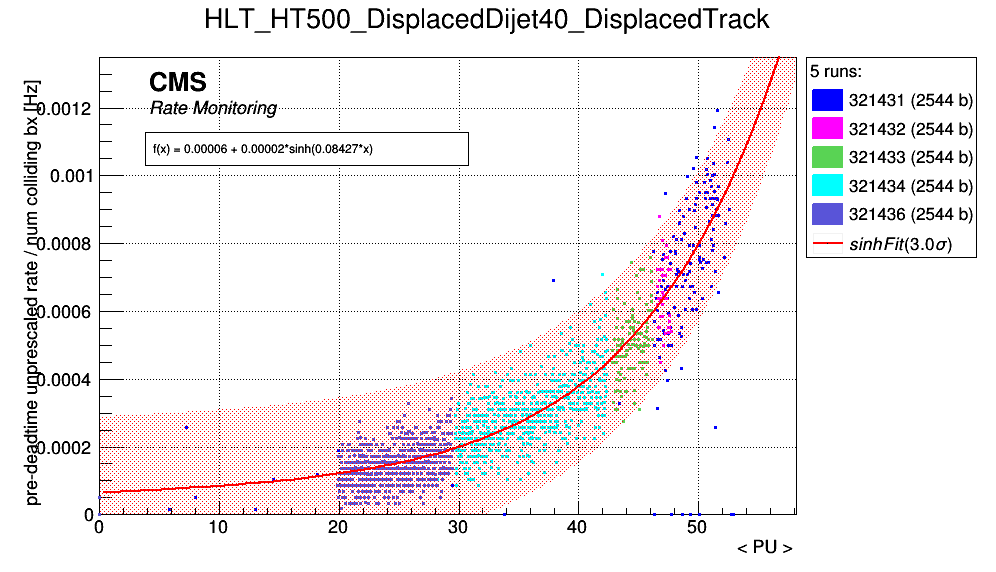 HLT_HT500_DisplacedDijet40_DisplacedTrack
pre-deadtime unprescaled rate / num colliding bx [Hz]
CMS
Rate Monitoring
f(x) = 0.00006 + 0.00002*sinh(0.08427*x)
0.0012
0.001
0.0008
0.0006
0.0004
0.0002
0
0 10 20 30 40 50
< PU >
5 runs:
321431 (2544 b)
321432 (2544 b)
321433 (2544 b)
321434 (2544 b)
321436 (2544 b)
sinhFit(3.0σ)